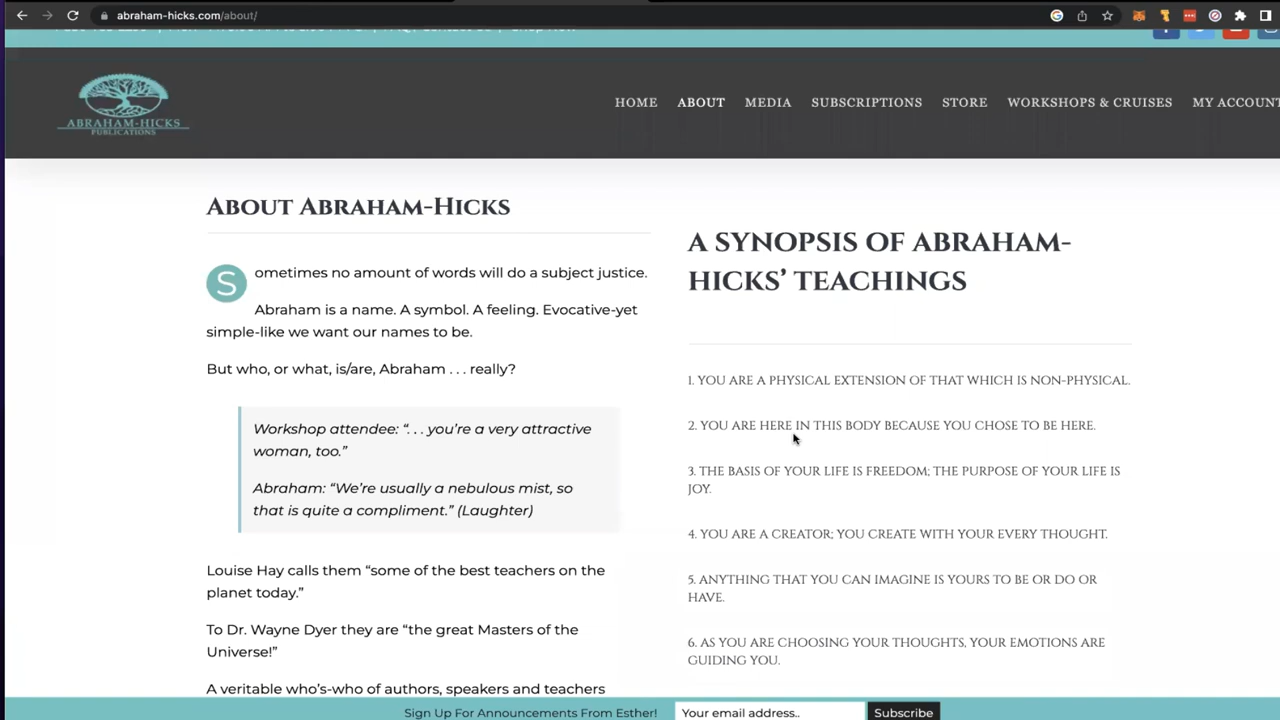 abraham-hicks.com/about/
ABRAHAM-HICKS
PUBLICATIONS
HOME
ABOUT
MEDIA
SUBSCRIPTIONS
STORE
WORKSHOPS & CRUISES
MY ACCOUNT
About Abraham-Hicks
Sometimes no amount of words will do a subject justice.
Abraham is a name. A symbol. A feeling. Evocative-yet
simple-like we want our names to be.
But who, or what, is/are, Abraham . . . really?
Workshop attendee: “. . . you’re a very attractive
woman, too.”
Abraham: “We’re usually a nebulous mist, so
that is quite a compliment.” (Laughter)
Louise Hay calls them “some of the best teachers on the
planet today.”
To Dr. Wayne Dyer they are “the great Masters of the
Universe!”
A veritable who’s-who of authors, speakers and teachers
A SYNOPSIS OF ABRAHAM-
HICKS’ TEACHINGS
1. YOU ARE A PHYSICAL EXTENSION OF THAT WHICH IS NON-PHYSICAL.
2. YOU ARE HERE IN THIS BODY BECAUSE YOU CHOSE TO BE HERE.
3. THE BASIS OF YOUR LIFE IS FREEDOM; THE PURPOSE OF YOUR LIFE IS
JOY.
4. YOU ARE A CREATOR; YOU CREATE WITH YOUR EVERY THOUGHT.
5. ANYTHING THAT YOU CAN IMAGINE IS YOURS TO BE OR DO OR
HAVE.
6. AS YOU ARE CHOOSING YOUR THOUGHTS, YOUR EMOTIONS ARE
GUIDING YOU.
Sign Up For Announcements From Esther!
Your email address..
Subscribe